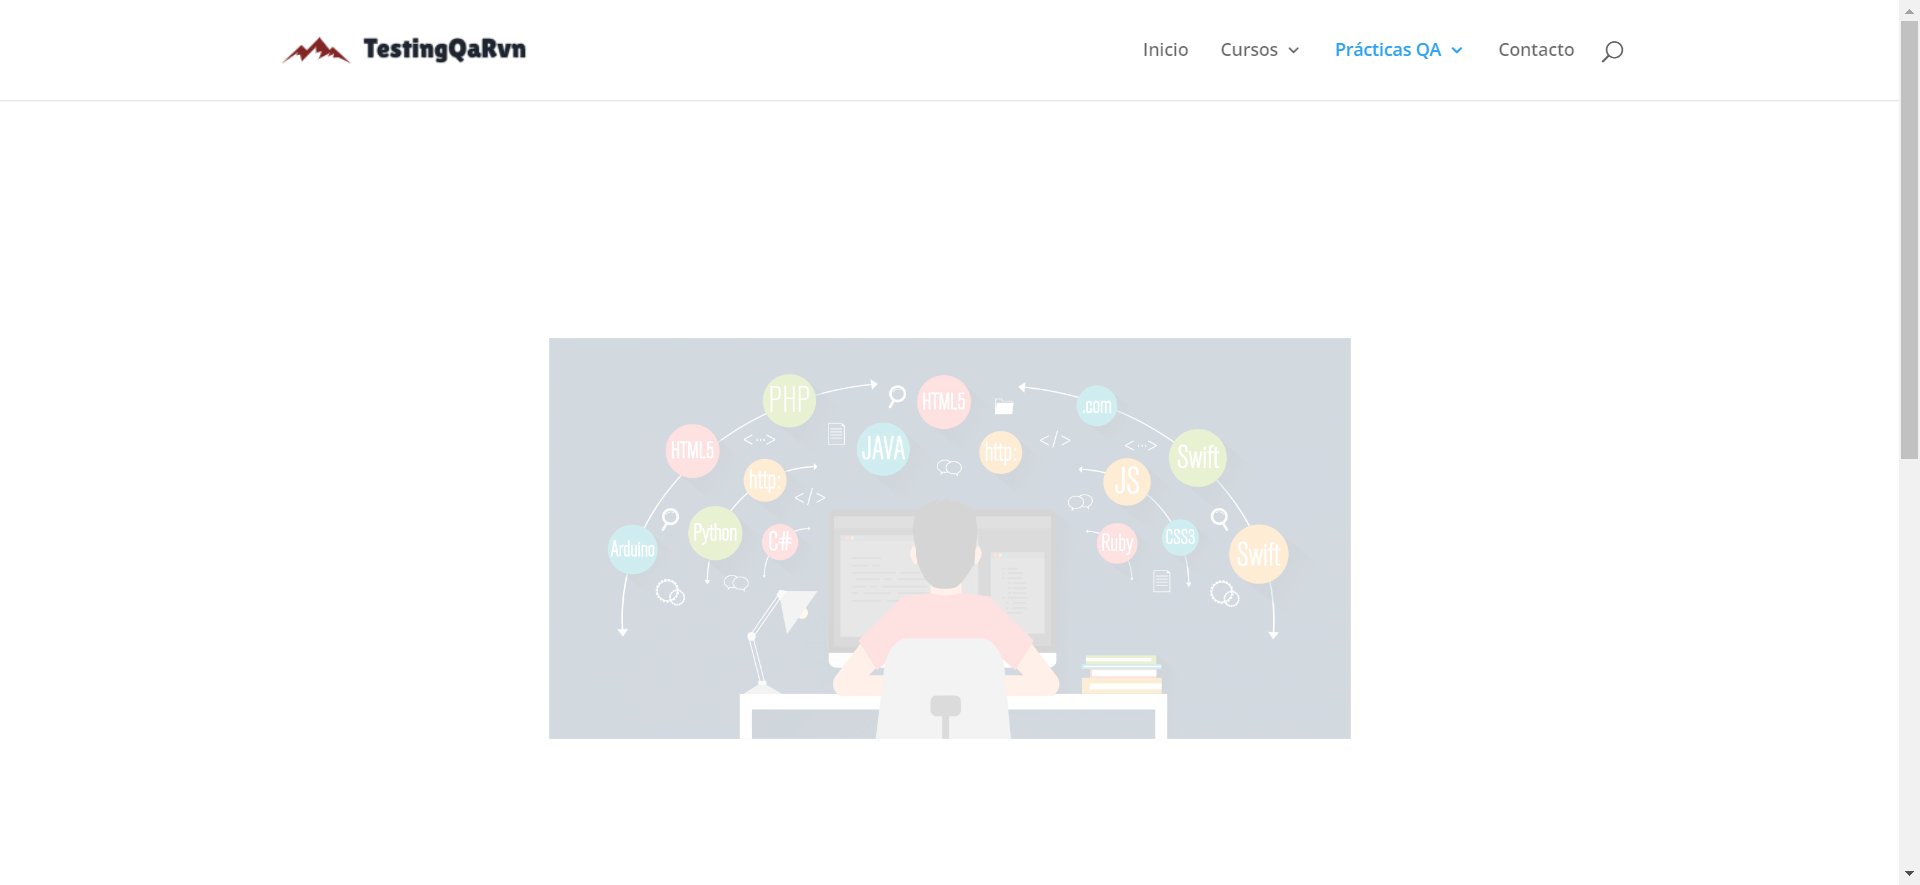 TestingQaRvn
Inicio
Cursos
Prácticas QA
Contacto
PHP
HTML5
.com
HTML5
JAVA
http:
Swift
http:
JS
Arduino
Python
C#
Ruby
CSS3
Swift